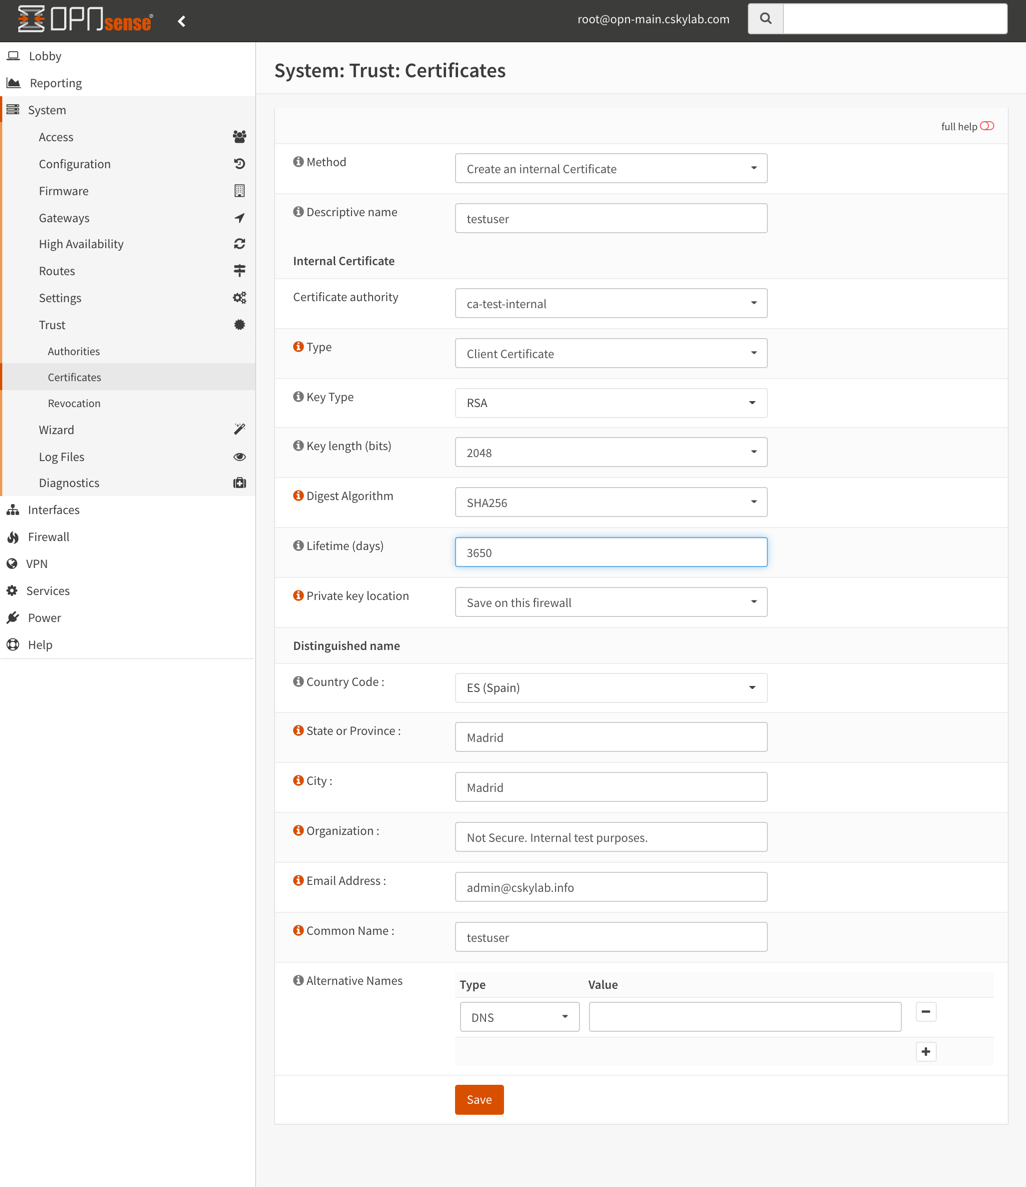 OPNsense®
root@opn-main.cskylab.com
Lobby
Reporting
System
Access
Configuration
Firmware
Gateways
High Availability
Routes
Settings
Trust
Authorities
Certificates
Revocation
Wizard
Log Files
Diagnostics
Interfaces
Firewall
VPN
Services
Power
Help
System: Trust: Certificates
full help
Method
Create an internal Certificate
Descriptive name
testuser
Internal Certificate
Certificate authority
ca-test-internal
Type
Client Certificate
Key Type
RSA
Key length (bits)
2048
Digest Algorithm
SHA256
Lifetime (days)
3650
Private key location
Save on this firewall
Distinguished name
Country Code :
ES (Spain)
State or Province :
Madrid
City :
Madrid
Organization :
Not Secure. Internal test purposes.
Email Address :
admin@cskylab.info
Common Name :
testuser
Alternative Names
Type Value
DNS
Save